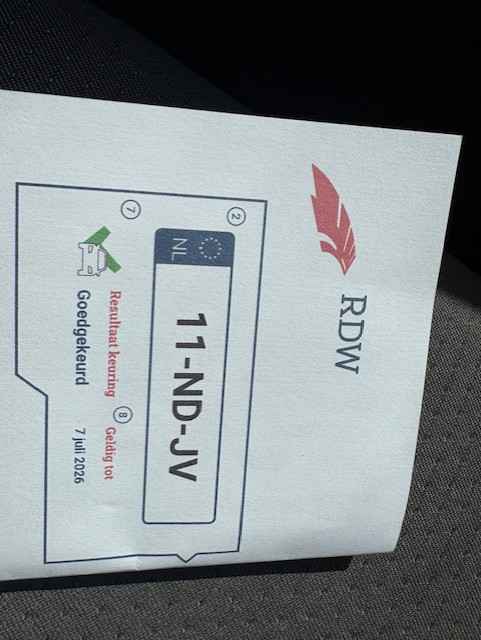 RDW
2
NL
11-ND-JV
7
Resultaat keuring
Goedgekeurd
8
Geldig tot
7 juli 2026